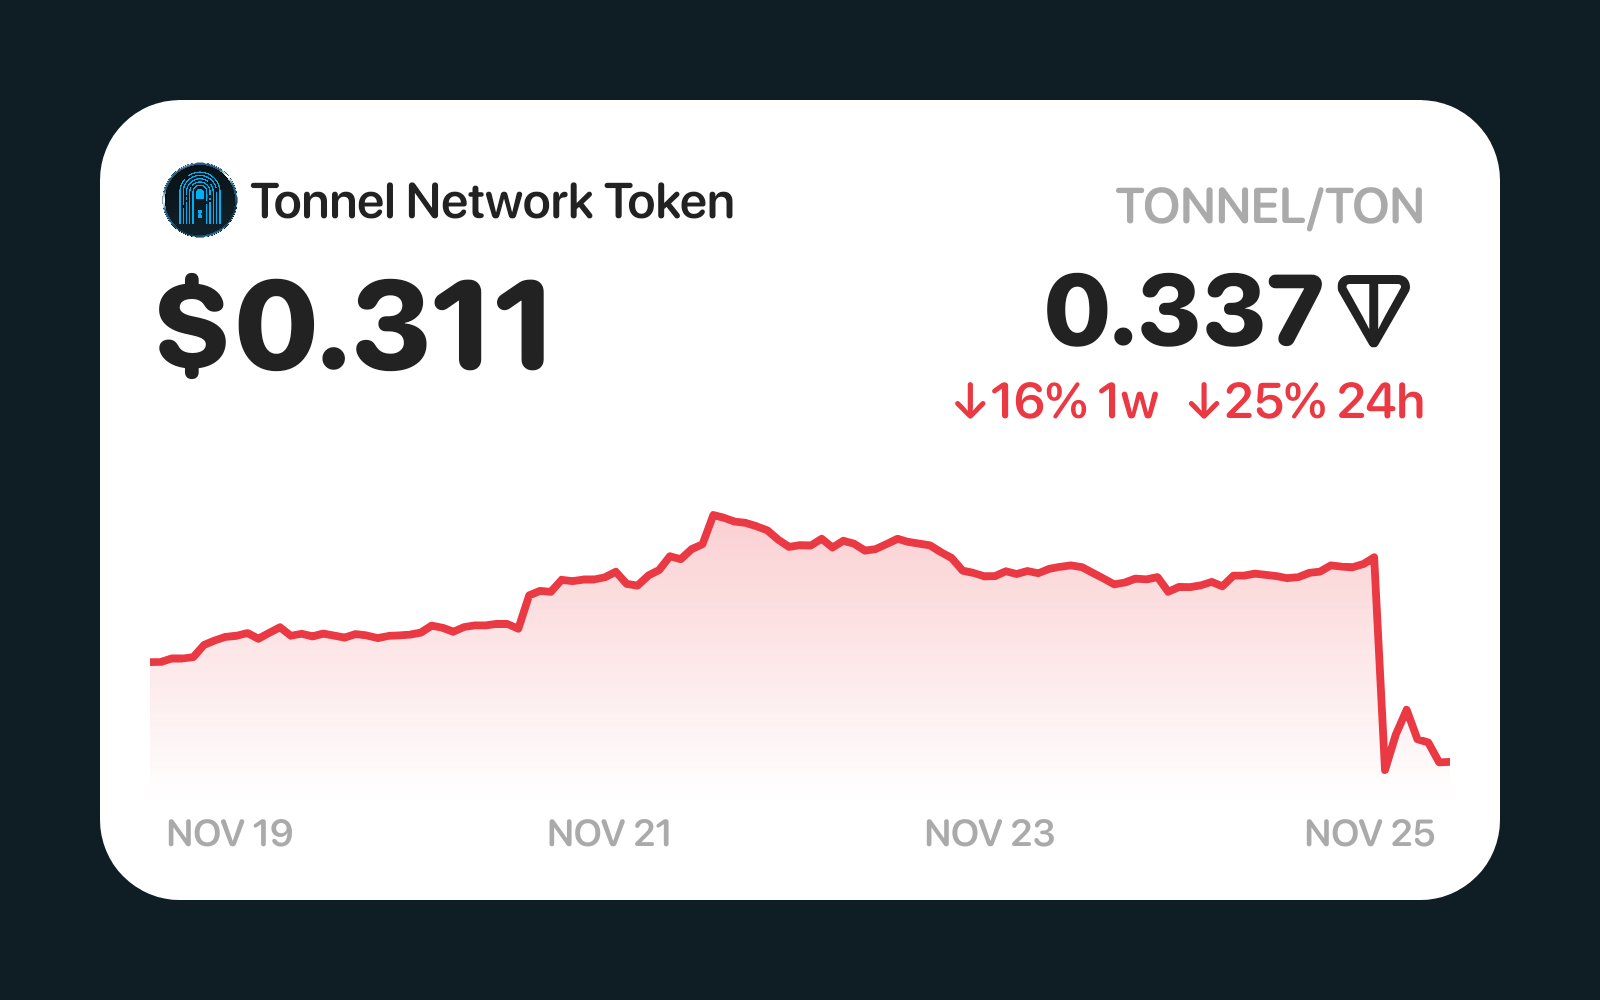 Tonnel Network Token
TONNEL/TON
$0.311
0.337
↓16% 1w ↓25% 24h
NOV 19
NOV 21
NOV 23
NOV 25